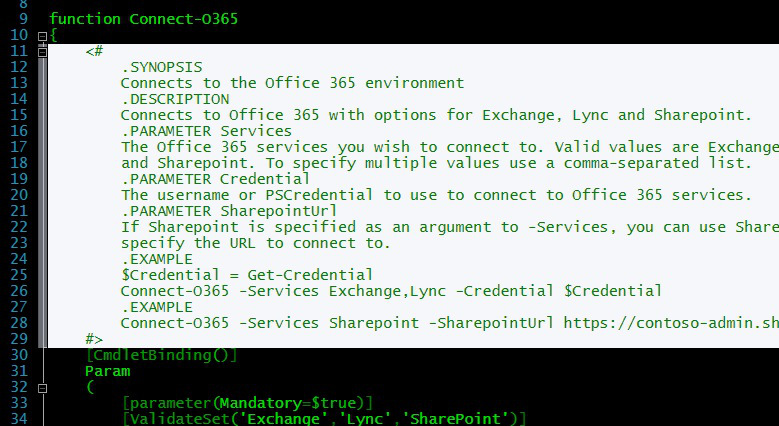 8
9 function Connect-O365
10 {
11 <#
12 .SYNOPSIS
13 Connects to the Office 365 environment
14 .DESCRIPTION
15 Connects to Office 365 with options for Exchange, Lync and Sharepoint.
16 .PARAMETER Services
17 The Office 365 services you wish to connect to. Valid values are Exchange
18 and Sharepoint. To specify multiple values use a comma-separated list.
19 .PARAMETER Credential
20 The username or PSCredential to use to connect to Office 365 services.
21 .PARAMETER SharepointUrl
22 If Sharepoint is specified as an argument to -Services, you can use Share
23 specify the URL to connect to.
24 .EXAMPLE
25 $Credential = Get-Credential
26 Connect-O365 -Services Exchange,Lync -Credential $Credential
27 .EXAMPLE
28 Connect-O365 -Services Sharepoint -SharepointUrl https://contoso-admin.sh
29 #>
30 [CmdletBinding()]
31 Param
32 (
33 [parameter(Mandatory=$true)]
34 [ValidateSet('Exchange','Lync','SharePoint')]